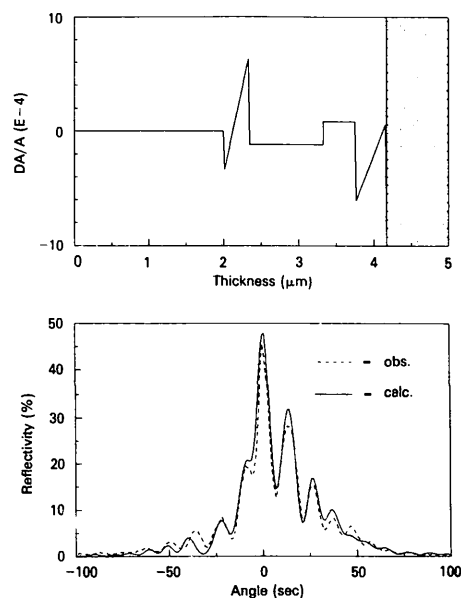 10
0
−10
DA/A (E−4)
0 1 2 3 4 5
Thickness (μm)
50
40
30
20
10
0
Reflectivity (%)
obs.
calc.
−100 −50 0 50 100
Angle (sec)